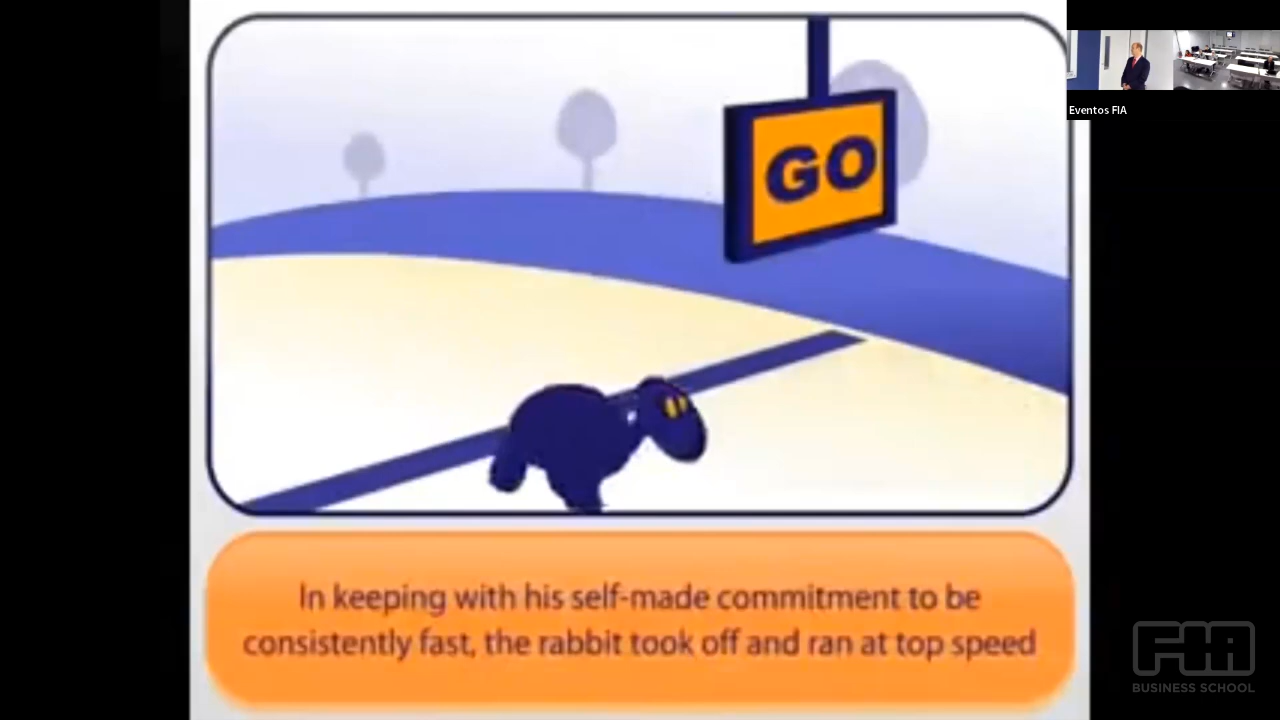 GO
Eventos FIA
In keeping with his self-made commitment to be
consistently fast, the rabbit took off and ran at top speed
FIA
BUSINESS SCHOOL